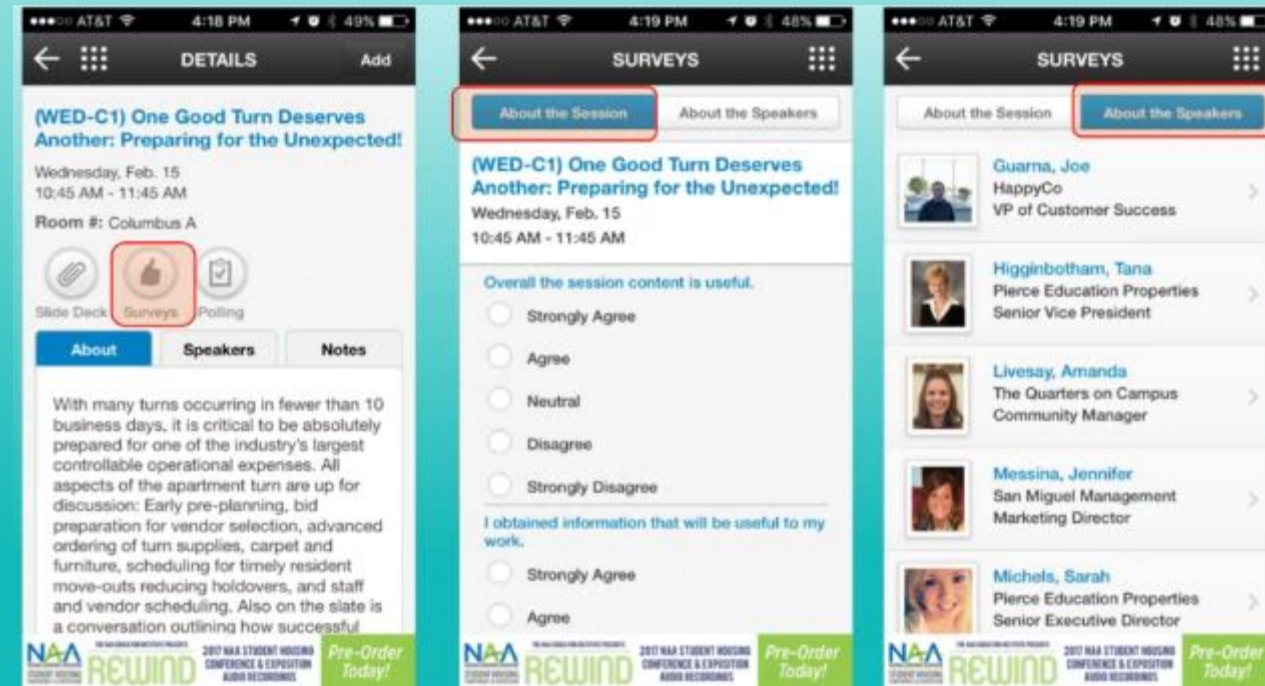 AT&T 4:18 PM 49%
DETAILS Add
(WED-C1) One Good Turn Deserves
Another: Preparing for the Unexpected!
Wednesday, Feb. 15
10:45 AM - 11:45 AM
Room #: Columbus A
Slide Deck Surveys Polling
About Speakers Notes
With many turns occurring in fewer than 10
business days, it is critical to be absolutely
prepared for one of the industry's largest
controllable operational expenses. All
aspects of the apartment turn are up for
discussion: Early pre-planning, bid
preparation for vendor selection, advanced
ordering of turn supplies, carpet and
furniture, scheduling for timely resident
move-outs reducing holdovers, and staff
and vendor scheduling. Also on the slate is
a conversation outlining how successful
NAA
REWIND
2017 NAA STUDENT HOUSING
CONFERENCE & EXPOSITION
AUDIO RECORDINGS
Pre-Order
Today!
AT&T 4:19 PM 48%
SURVEYS
About the Session About the Speakers
(WED-C1) One Good Turn Deserves
Another: Preparing for the Unexpected!
Wednesday, Feb. 15
10:45 AM - 11:45 AM
Overall the session content is useful.
Strongly Agree
Agree
Neutral
Disagree
Strongly Disagree
I obtained information that will be useful to my
work.
Strongly Agree
Agree
NAA
REWIND
2017 NAA STUDENT HOUSING
CONFERENCE & EXPOSITION
AUDIO RECORDINGS
Pre-Order
Today!
AT&T 4:19 PM 48%
SURVEYS
About the Session About the Speakers
Guarna, Joe
HappyCo
VP of Customer Success
Higginbotham, Tana
Pierce Education Properties
Senior Vice President
Livesay, Amanda
The Quarters on Campus
Community Manager
Messina, Jennifer
San Miguel Management
Marketing Director
Michels, Sarah
Pierce Education Properties
Senior Executive Director
NAA
REWIND
2017 NAA STUDENT HOUSING
CONFERENCE & EXPOSITION
AUDIO RECORDINGS
Pre-Order
Today!